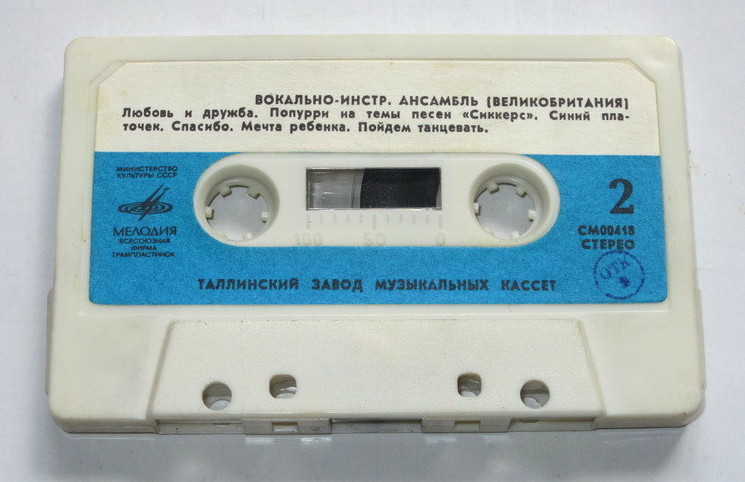 ВОКАЛЬНО-ИНСТР. АНСАМБЛЬ (ВЕЛИКОБРИТАНИЯ)
Любовь и дружба. Попурри на темы песен «Сиккерс». Синий пла-
точек. Спасибо. Мечта ребенка. Пойдем танцевать.
МИНИСТЕРСТВО
КУЛЬТУРЫ СССР
МЕЛОДИЯ
ВСЕСОЮЗНАЯ
ФИРМА
ГРАМПЛАСТИНОК
100 50 0
2
СМ00418
СТЕРЕО
ОТК
ТАЛЛИНСКИЙ ЗАВОД МУЗЫКАЛЬНЫХ КАССЕТ